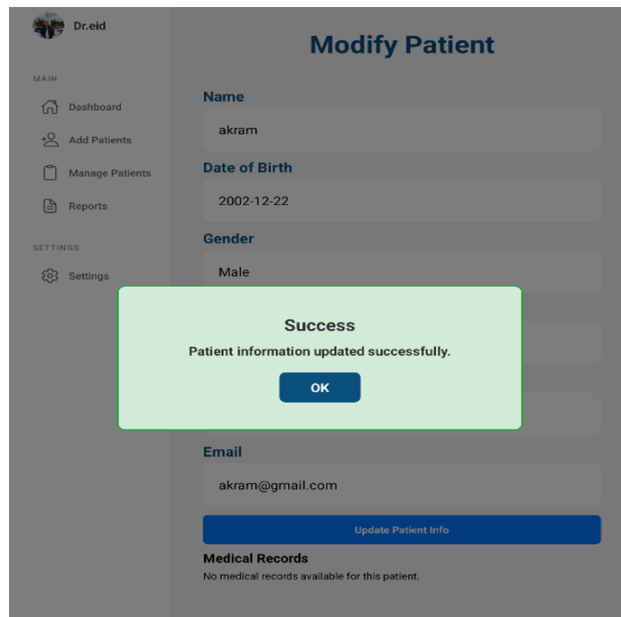 Dr.eid
MAIN
Dashboard
Add Patients
Manage Patients
Reports
SETTINGS
Settings
Modify Patient
Name
akram
Date of Birth
2002-12-22
Gender
Male
Success
Patient information updated successfully.
OK
Email
akram@gmail.com
Update Patient Info
Medical Records
No medical records available for this patient.